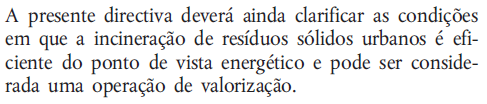 A presente directiva deverá ainda clarificar as condições
em que a incineração de resíduos sólidos urbanos é efi-
ciente do ponto de vista energético e pode ser conside-
rada uma operação de valorização.